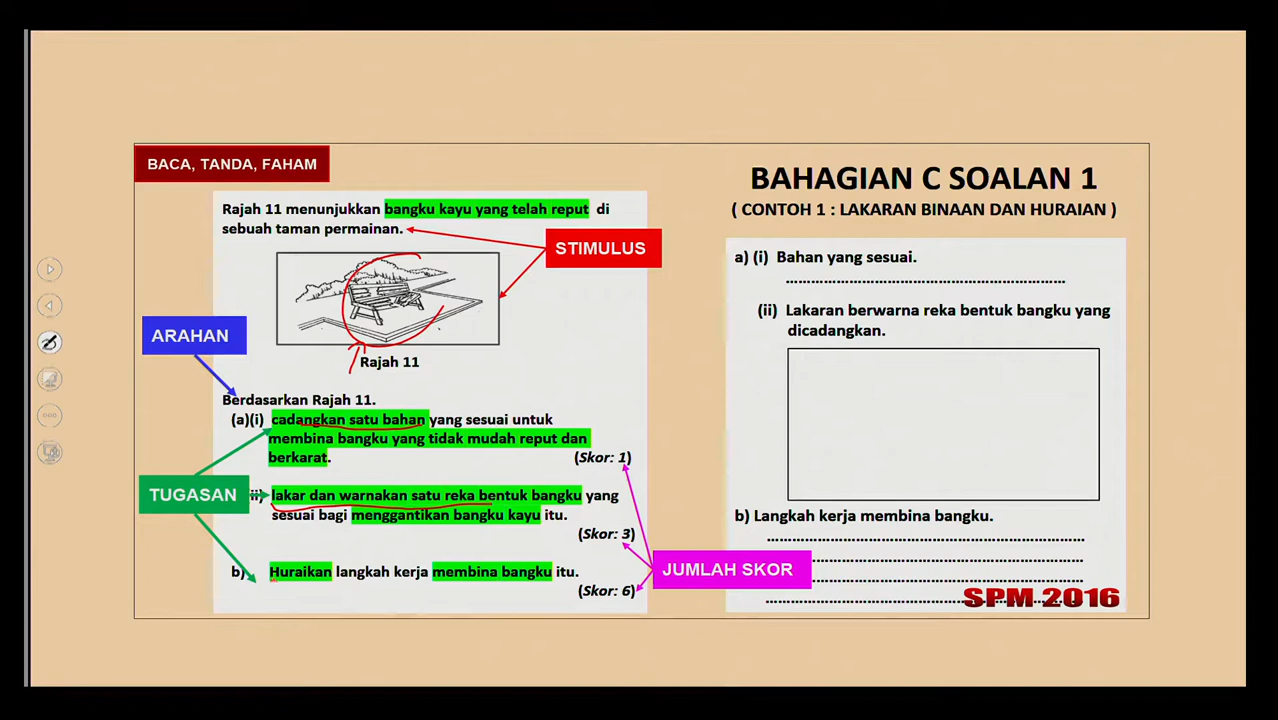 BACA, TANDA, FAHAM
Rajah 11 menunjukkan bangku kayu yang telah reput di
sebuah taman permainan.
STIMULUS
Rajah 11
ARAHAN
Berdasarkan Rajah 11.
(a)(i) cadangkan satu bahan yang sesuai untuk
membina bangku yang tidak mudah reput dan
berkarat.
(Skor: 1)
TUGASAN
ii) lakar dan warnakan satu reka bentuk bangku yang
sesuai bagi menggantikan bangku kayu itu.
(Skor: 3)
b) Huraikan langkah kerja membina bangku itu.
(Skor: 6)
JUMLAH SKOR
BAHAGIAN C SOALAN 1
( CONTOH 1 : LAKARAN BINAAN DAN HURAIAN )
a) (i) Bahan yang sesuai.
(ii) Lakaran berwarna reka bentuk bangku yang
dicadangkan.
b) Langkah kerja membina bangku.
SPM 2016